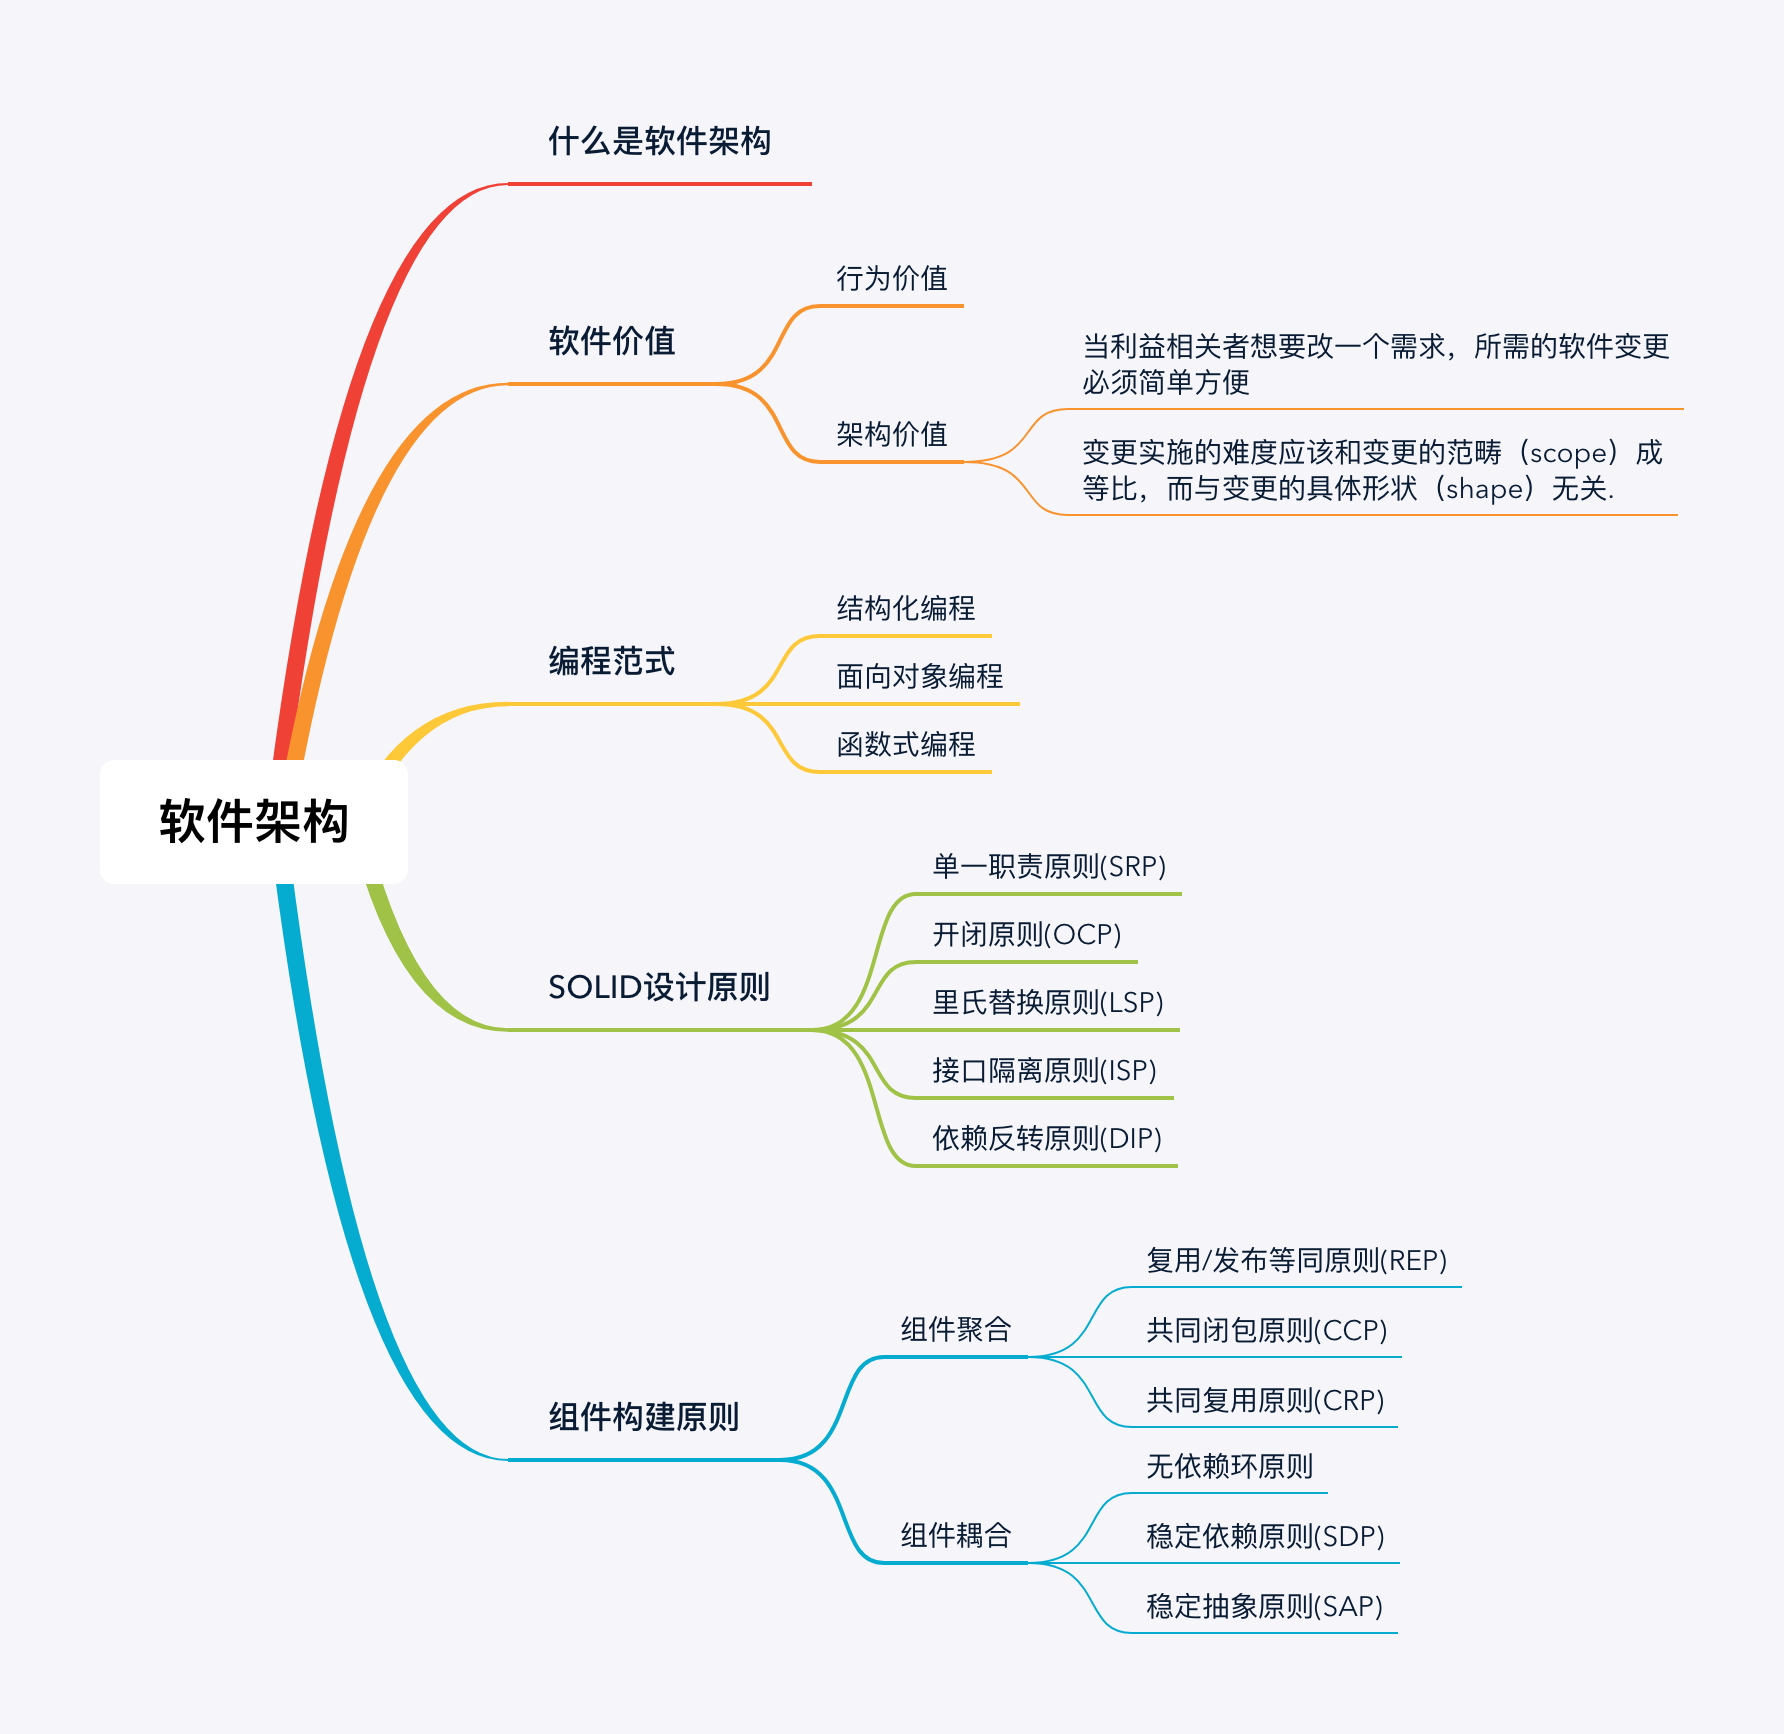 什么是软件架构
软件价值
行为价值
架构价值
当利益相关者想要改一个需求，所需的软件变更
必须简单方便
变更实施的难度应该和变更的范畴（scope）成
等比，而与变更的具体形状（shape）无关.
编程范式
结构化编程
面向对象编程
函数式编程
软件架构
SOLID设计原则
单一职责原则(SRP)
开闭原则(OCP)
里氏替换原则(LSP)
接口隔离原则(ISP)
依赖反转原则(DIP)
组件构建原则
组件聚合
复用/发布等同原则(REP)
共同闭包原则(CCP)
共同复用原则(CRP)
组件耦合
无依赖环原则
稳定依赖原则(SDP)
稳定抽象原则(SAP)